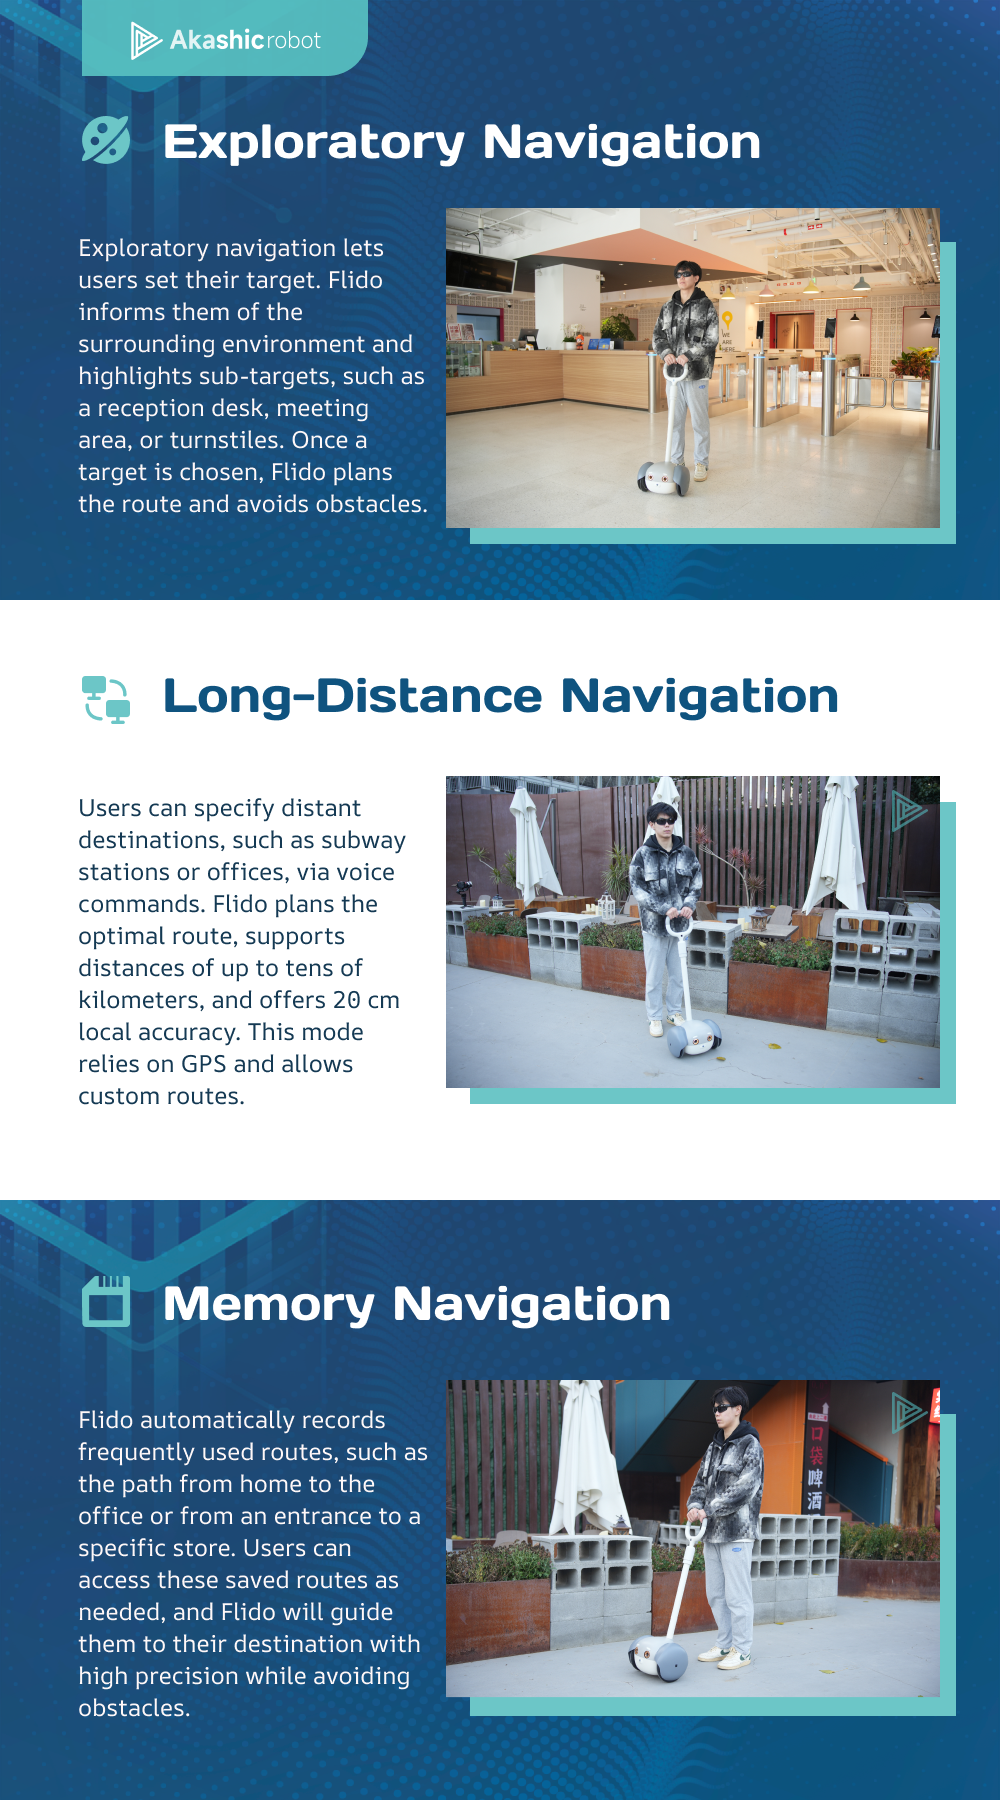 Akashicrobot
Exploratory Navigation
Exploratory navigation lets
users set their target. Flido
informs them of the
surrounding environment and
highlights sub-targets, such as
a reception desk, meeting
area, or turnstiles. Once a
target is chosen, Flido plans
the route and avoids obstacles.
WE
ARE
HERE
Long-Distance Navigation
Users can specify distant
destinations, such as subway
stations or offices, via voice
commands. Flido plans the
optimal route, supports
distances of up to tens of
kilometers, and offers 20 cm
local accuracy. This mode
relies on GPS and allows
custom routes.
Memory Navigation
Flido automatically records
frequently used routes, such as
the path from home to the
office or from an entrance to a
specific store. Users can
access these saved routes as
needed, and Flido will guide
them to their destination with
high precision while avoiding
obstacles.
口袋啤酒